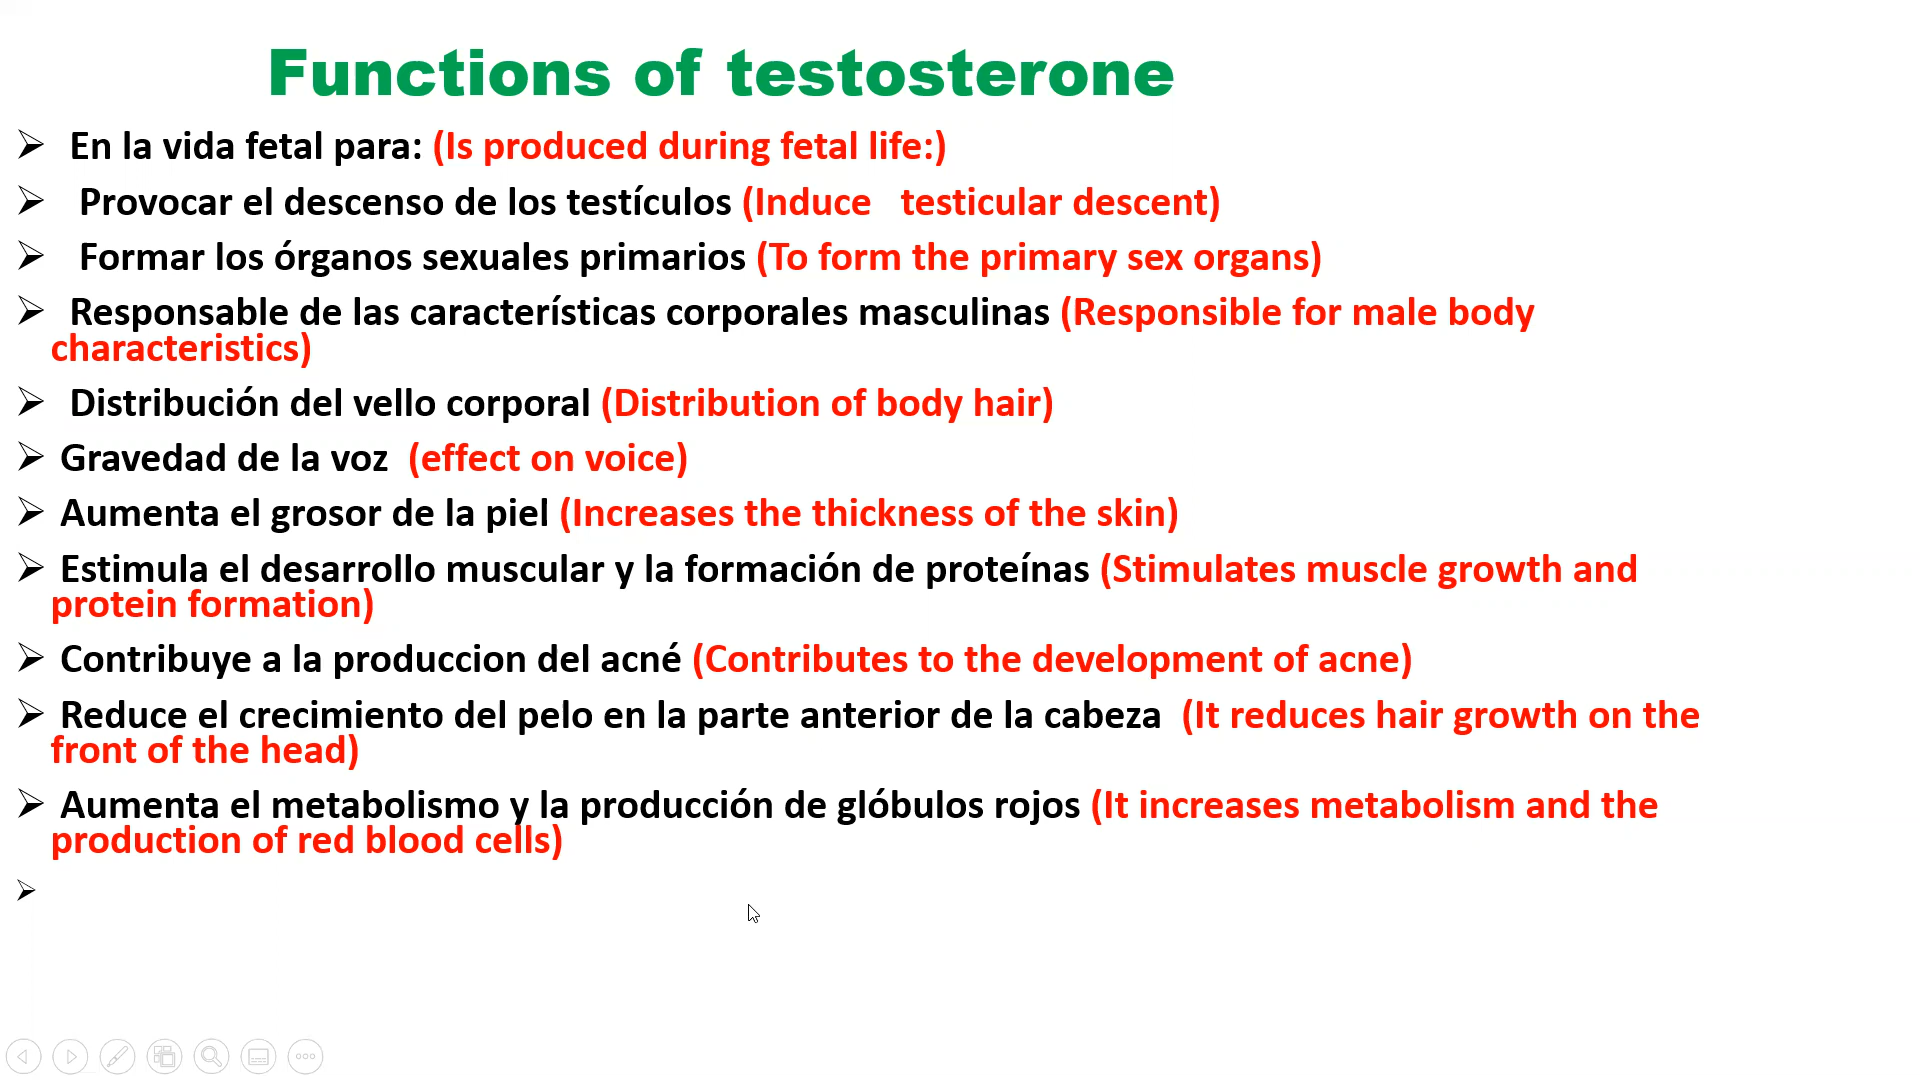 Functions of testosterone
➢ En la vida fetal para: (Is produced during fetal life:)
➢ Provocar el descenso de los testículos (Induce testicular descent)
➢ Formar los órganos sexuales primarios (To form the primary sex organs)
➢ Responsable de las características corporales masculinas (Responsible for male body
characteristics)
➢ Distribución del vello corporal (Distribution of body hair)
➢ Gravedad de la voz (effect on voice)
➢ Aumenta el grosor de la piel (Increases the thickness of the skin)
➢ Estimula el desarrollo muscular y la formación de proteínas (Stimulates muscle growth and
protein formation)
➢ Contribuye a la produccion del acné (Contributes to the development of acne)
➢ Reduce el crecimiento del pelo en la parte anterior de la cabeza (It reduces hair growth on the
front of the head)
➢ Aumenta el metabolismo y la producción de glóbulos rojos (It increases metabolism and the
production of red blood cells)
➢